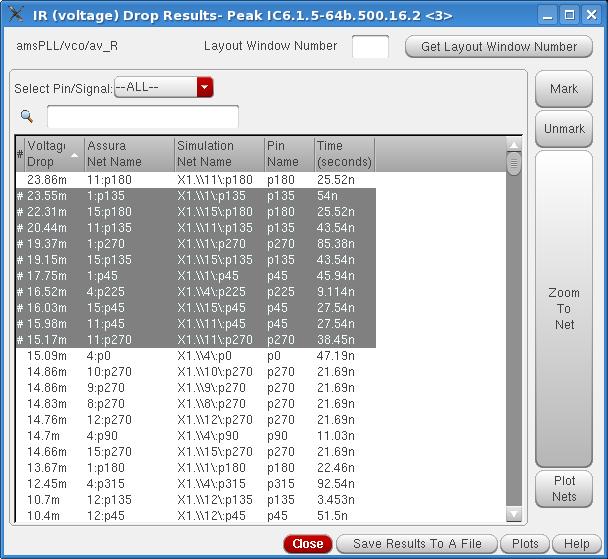 IR (voltage) Drop Results- Peak IC6.1.5-64b.500.16.2 <3>
amsPLL/vco/av_R Layout Window Number Get Layout Window Number
Select Pin/Signal: --ALL--
Mark
Unmark
# Voltag Drop Assura Net Name Simulation Net Name Pin Name Time (seconds)
23.86m 11:p180 X1.\\11\:p180 p180 25.52n
# 23.55m 1:p135 X1.\\1\:p135 p135 54n
# 22.31m 15:p180 X1.\\15\:p180 p180 25.52n
# 20.44m 11:p135 X1.\\11\:p135 p135 43.54n
# 19.37m 1:p270 X1.\\1\:p270 p270 85.38n
# 19.15m 15:p135 X1.\\15\:p135 p135 43.54n
# 17.75m 1:p45 X1.\\1\:p45 p45 45.94n
# 16.52m 4:p225 X1.\\4\:p225 p225 9.114n
# 16.03m 15:p45 X1.\\15\:p45 p45 27.54n
# 15.98m 11:p45 X1.\\11\:p45 p45 27.54n
# 15.17m 11:p270 X1.\\11\:p270 p270 38.45n
15.09m 4:p0 X1.\\4\:p0 p0 47.19n
14.86m 10:p270 X1.\\10\:p270 p270 21.69n
14.86m 9:p270 X1.\\9\:p270 p270 21.69n
14.83m 8:p270 X1.\\8\:p270 p270 21.69n
14.76m 12:p270 X1.\\12\:p270 p270 21.69n
14.7m 4:p90 X1.\\4\:p90 p90 11.03n
14.66m 15:p270 X1.\\15\:p270 p270 21.69n
13.67m 1:p180 X1.\\1\:p180 p180 22.46n
12.45m 4:p315 X1.\\4\:p315 p315 92.54n
10.7m 12:p135 X1.\\12\:p135 p135 3.453n
10.4m 12:p45 X1.\\12\:p45 p45 51.5n
Zoom
To
Net
Plot
Nets
Close Save Results To A File Plots Help